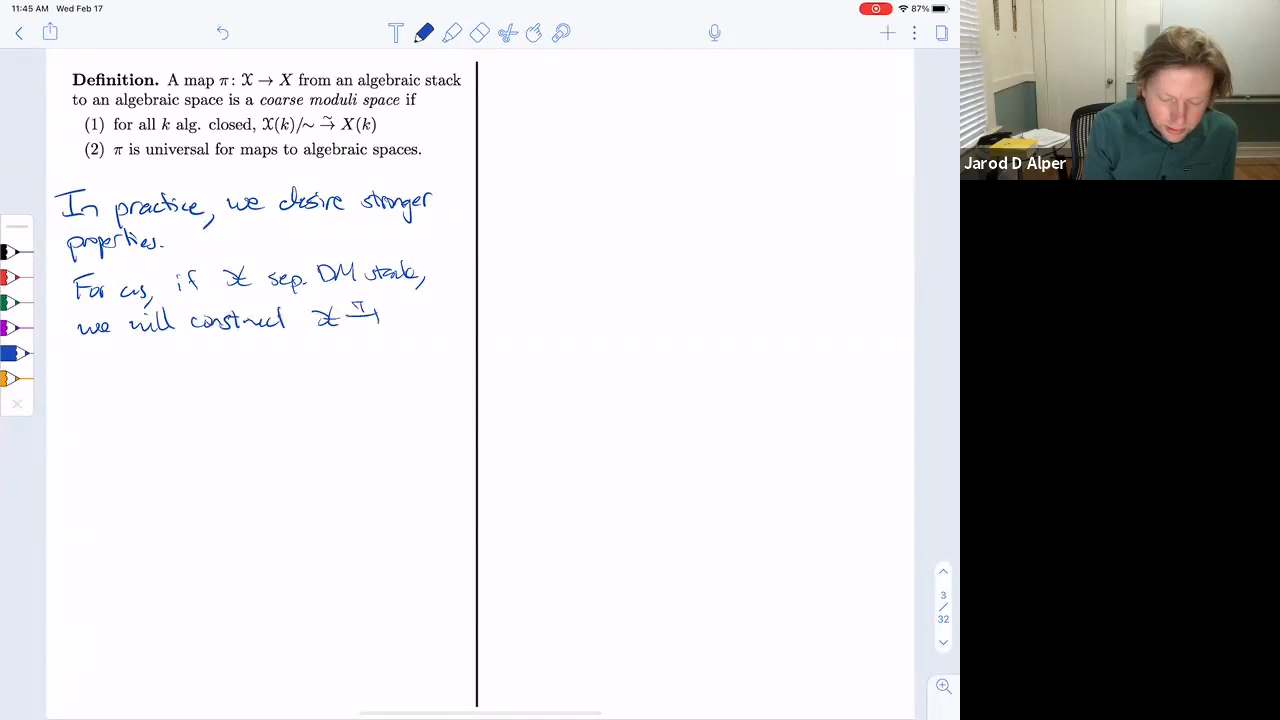 11:45 AM Wed Feb 17
87%
Definition. A map π: 𝒳 → X from an algebraic stack
to an algebraic space is a coarse moduli space if
(1) for all k alg. closed, 𝒳(k)/∼ ⥲ X(k)
(2) π is universal for maps to algebraic spaces.
In practice, we desire stronger
properties.
For us, if 𝒳 sep. DM stack,
we will construct 𝒳 π→
Jarod D Alper
3
/
32